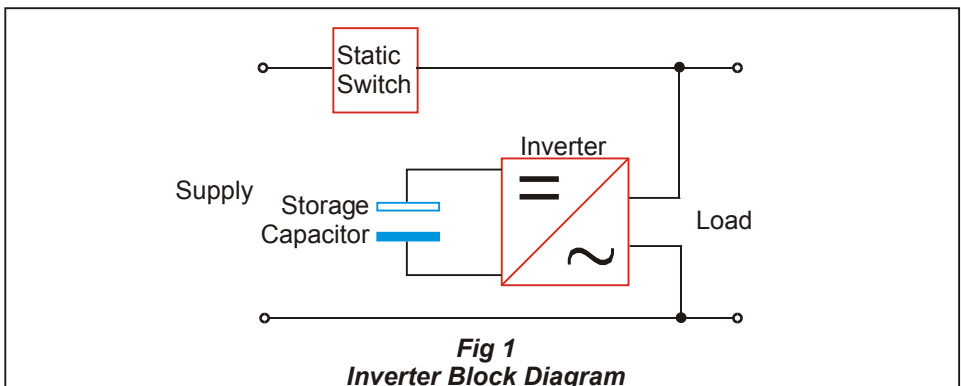 Static
Switch
Inverter
Supply
Storage
Capacitor
Load
Fig 1
Inverter Block Diagram